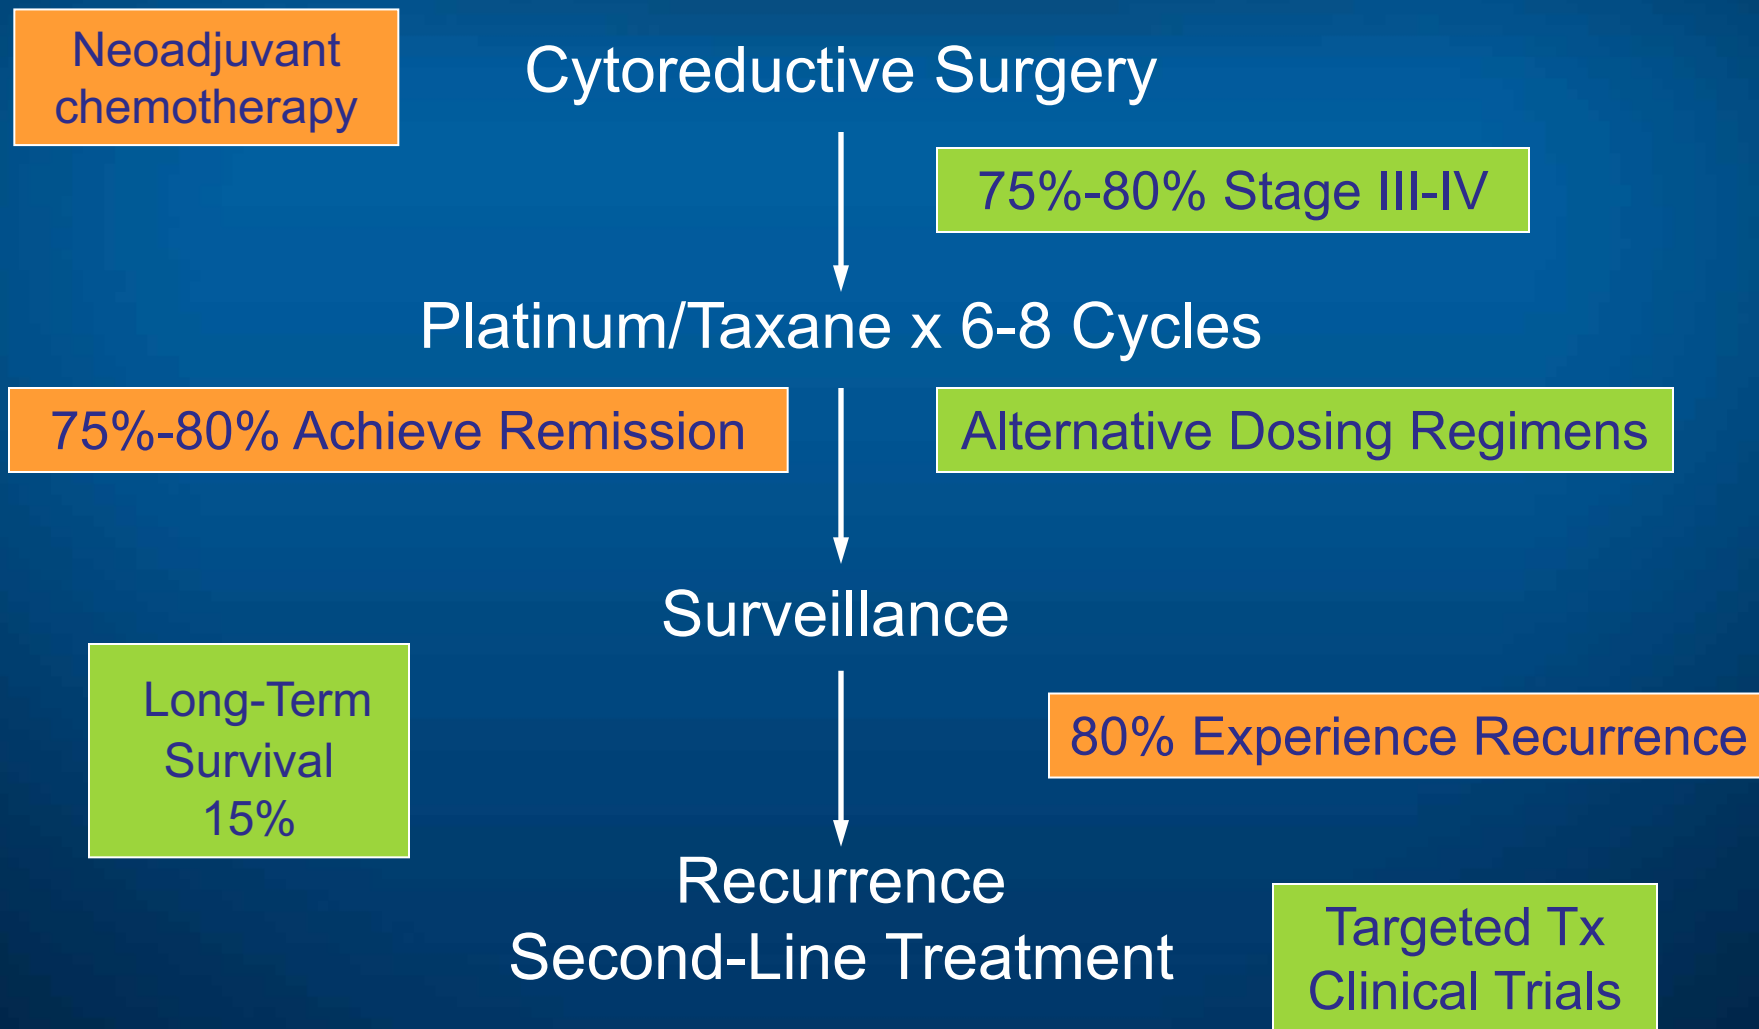 Neoadjuvant
chemotherapy
Cytoreductive Surgery
75%-80% Stage III-IV
Platinum/Taxane x 6-8 Cycles
75%-80% Achieve Remission
Alternative Dosing Regimens
Surveillance
Long-Term
Survival
15%
80% Experience Recurrence
Recurrence
Second-Line Treatment
Targeted Tx
Clinical Trials